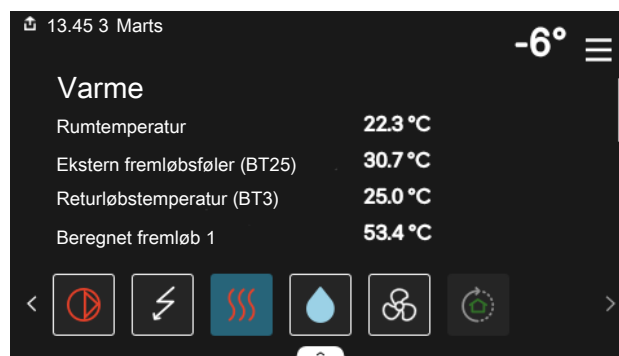 13.45 3 Marts
-6°
Varme
Rumtemperatur 22.3 °C
Ekstern fremløbsføler (BT25) 30.7 °C
Returløbstemperatur (BT3) 25.0 °C
Beregnet fremløb 1 53.4 °C